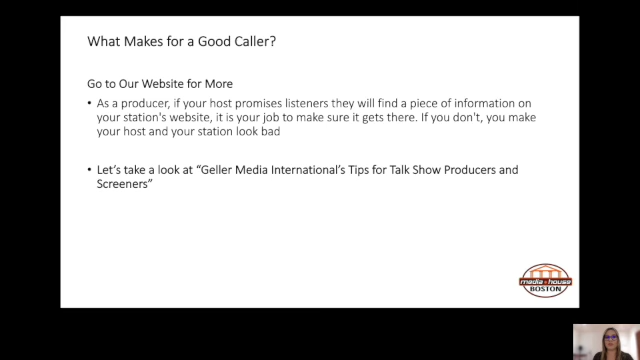 What Makes for a Good Caller?
Go to Our Website for More
• As a producer, if your host promises listeners they will find a piece of information on
your station's website, it is your job to make sure it gets there. If you don't, you make
your host and your station look bad
• Let's take a look at “Geller Media International's Tips for Talk Show Producers and
Screeners”
media house
BOSTON